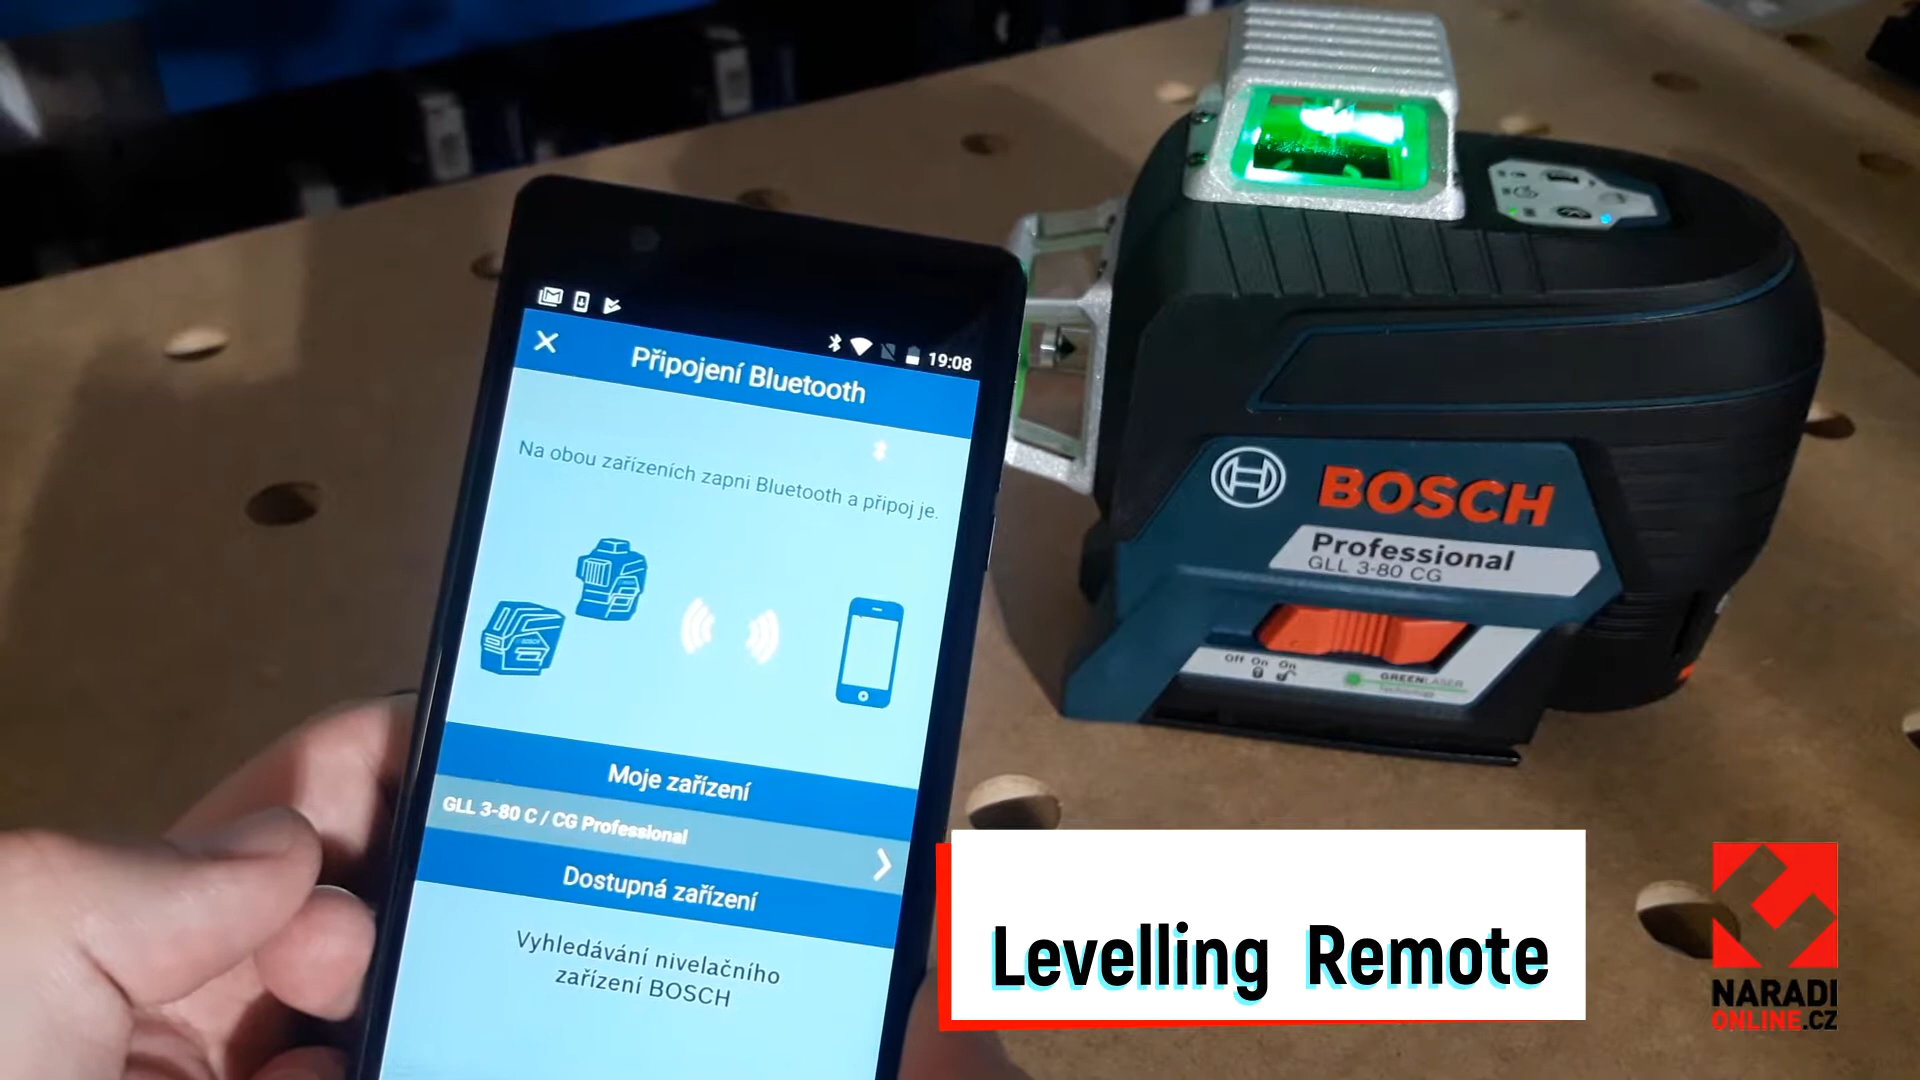 19:08
Připojení Bluetooth
Na obou zařízeních zapni Bluetooth a připoj je.
Moje zařízení
GLL 3-80 C / CG Professional
Dostupná zařízení
Vyhledávání nivelačního
zařízení BOSCH
BOSCH
Professional
GLL 3-80 CG
Off On On
GREENLASER
Technology
Levelling Remote
NARADI
ONLINE.CZ